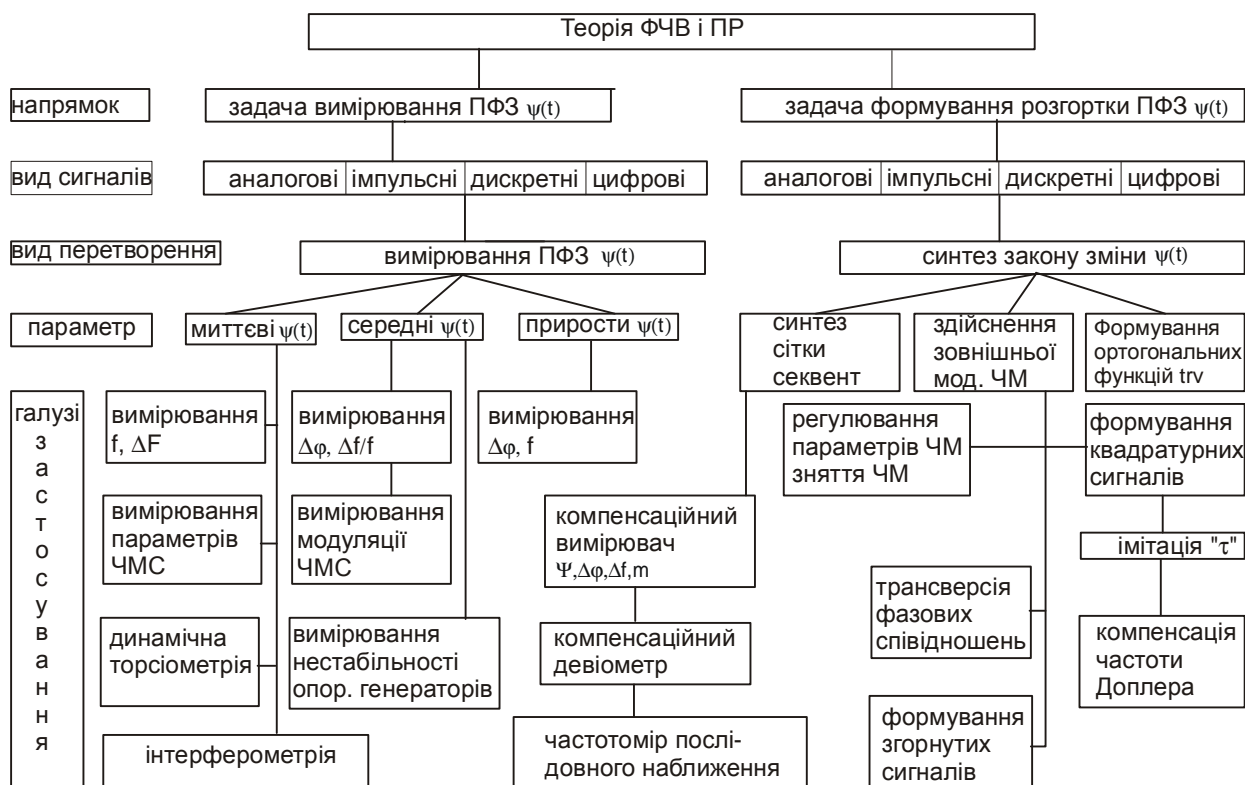 Теорія ФЧВ і ПР
напрямок
задача вимірювання ПФЗ ψ(t)
задача формування розгортки ПФЗ ψ(t)
вид сигналів
аналогові імпульсні дискретні цифрові
аналогові імпульсні дискретні цифрові
вид перетворення
вимірювання ПФЗ ψ(t)
синтез закону зміни ψ(t)
параметр
миттєві ψ(t)
середні ψ(t)
прирости ψ(t)
синтез
сітки
секвент
здійснення
зовнішньої
мод. ЧМ
Формування
ортогональних
функцій trv
галузі
з
а
с
т
о
с
у
в
а
н
н
я
вимірювання
f, ΔF
вимірювання
Δφ, Δf/f
вимірювання
Δφ, f
регулювання
параметрів ЧМ
зняття ЧМ
формування
квадратурних
сигналів
вимірювання
параметрів
ЧМС
вимірювання
модуляції
ЧМС
компенсаційний
вимірювач
Ψ,Δφ,Δf,m
імітація "τ"
трансверсія
фазових
співідношень
динамічна
торсіометрія
вимірювання
нестабільності
опор. генераторів
компенсаційний
девіометр
компенсація
частоти
Доплера
інтерферометрія
частотомір послі-
довного наближення
формування
згорнутих
сигналів